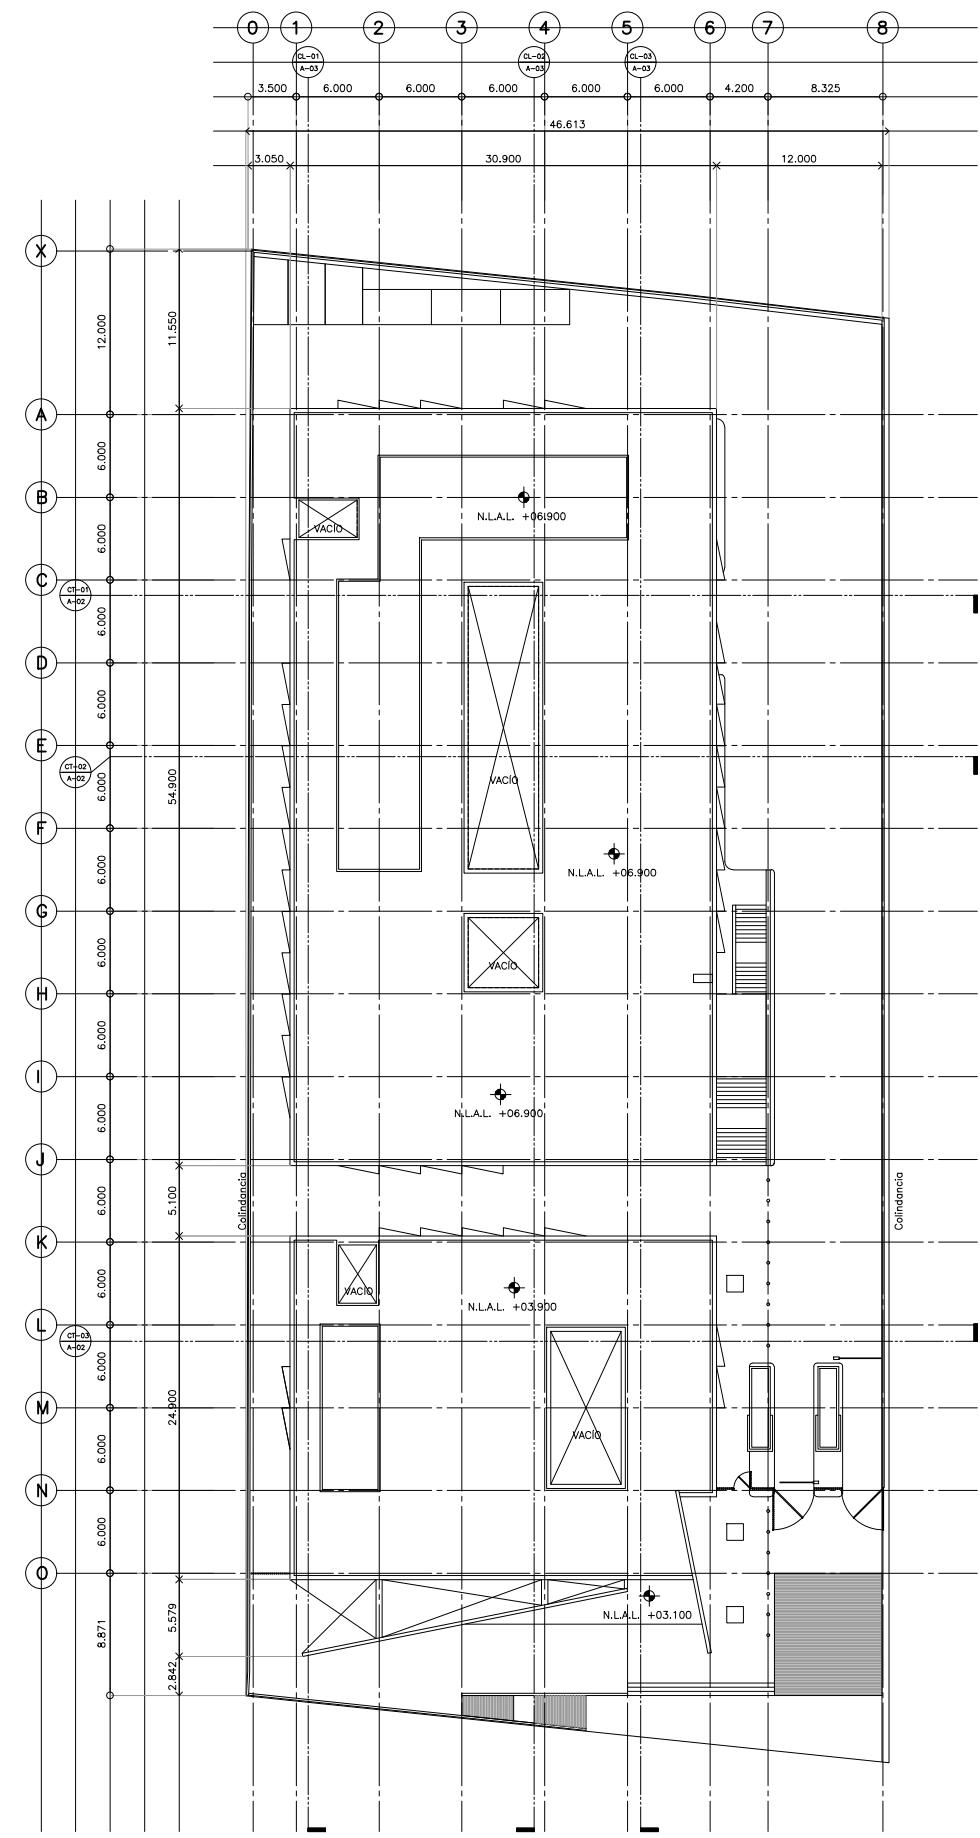 0 1 2 3 4 5 6 7 8
CL-01 CL-02 CL-03
A-03 A-03 A-03
3.500 6.000 6.000 6.000 6.000 6.000 4.200 8.325
46.613
3.050 30.900 12.000
X
12.000
11.550
A
6.000
B
N.L.A.L. +06.900
VACÍO
6.000
C
CT-01
A-02
6.000
D
6.000
E
CT-02
A-02
VACÍO
6.000
54.900
F
6.000
N.L.A.L. +06.900
G
6.000
VACÍO
H
6.000
I
N.L.A.L. +06.900
6.000
J
Colindancia
Colindancia
6.000
5.100
K
6.000
VACÍO
N.L.A.L. +03.900
L
CT-03
A-02
6.000
24.900
M
VACÍO
6.000
N
6.000
O
N.L.A.L. +03.100
8.871
5.579
2.842